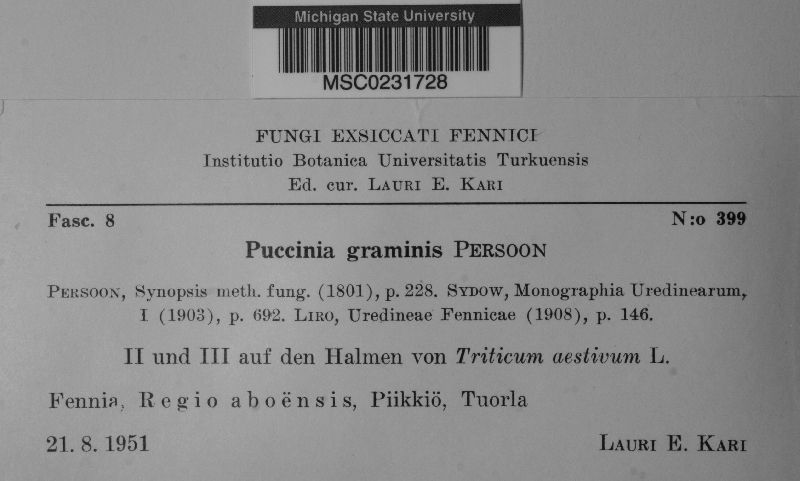 Michigan State University
MSC0231728
FUNGI EXSICCATI FENNICI
Institutio Botanica Universitatis Turkuensis
Ed. cur. LAURI E. KARI
Fasc. 8 N:o 399
Puccinia graminis PERSOON
PERSOON, Synopsis meth. fung. (1801), p. 228. SYDOW, Monographia Uredinearum,
I (1903), p. 692. LIRO, Uredineae Fennicae (1908), p. 146.
II und III auf den Halmen von Triticum aestivum L.
Fennia, Regio aboënsis, Piikkiö, Tuorla
21. 8. 1951 LAURI E. KARI